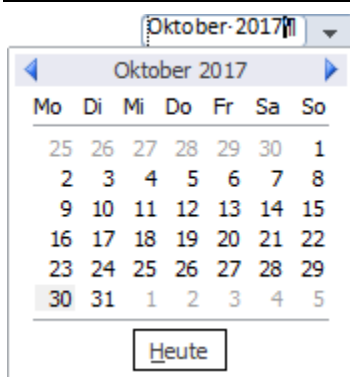 Oktober·2017¶
Oktober 2017
Mo Di Mi Do Fr Sa So
25 26 27 28 29 30 1
2 3 4 5 6 7 8
9 10 11 12 13 14 15
16 17 18 19 20 21 22
23 24 25 26 27 28 29
30 31 1 2 3 4 5
Heute